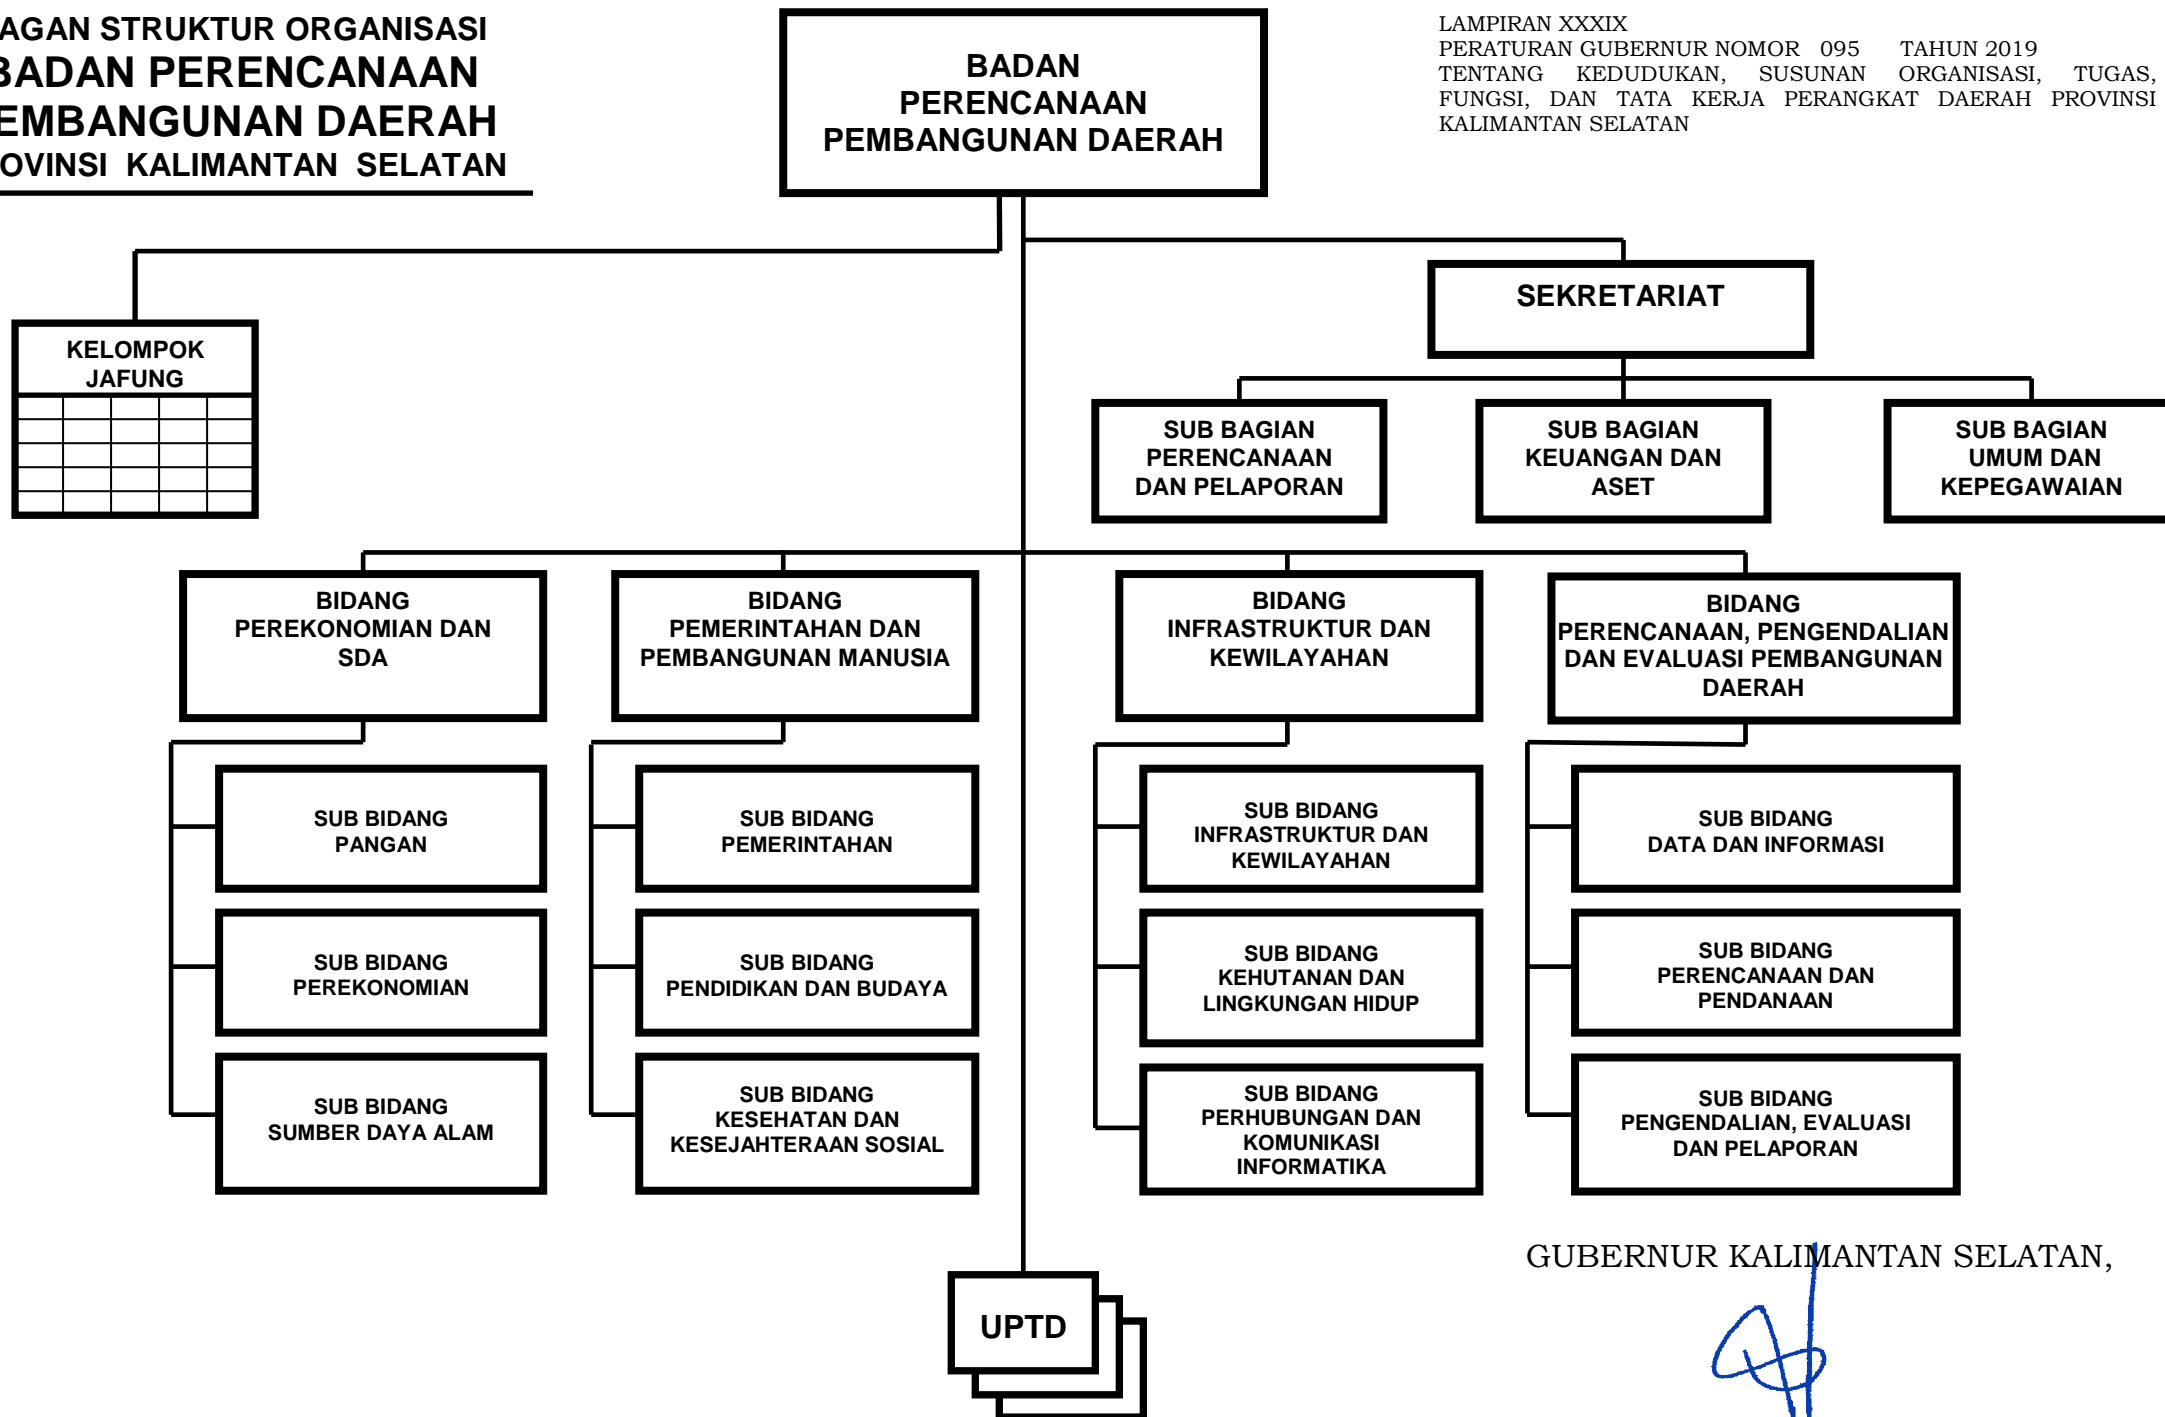 AGAN STRUKTUR ORGANISASI
BADAN PERENCANAAN
EMBANGUNAN DAERAH
OVINSI KALIMANTAN SELATAN
BADAN
PERENCANAAN
PEMBANGUNAN DAERAH
LAMPIRAN XXXIX
PERATURAN GUBERNUR NOMOR 095 TAHUN 2019
TENTANG KEDUDUKAN, SUSUNAN ORGANISASI, TUGAS,
FUNGSI, DAN TATA KERJA PERANGKAT DAERAH PROVINSI
KALIMANTAN SELATAN
SEKRETARIAT
KELOMPOK
JAFUNG
SUB BAGIAN
PERENCANAAN
DAN PELAPORAN
SUB BAGIAN
KEUANGAN DAN
ASET
SUB BAGIAN
UMUM DAN
KEPEGAWAIAN
BIDANG
PEREKONOMIAN DAN
SDA
BIDANG
PEMERINTAHAN DAN
PEMBANGUNAN MANUSIA
BIDANG
INFRASTRUKTUR DAN
KEWILAYAHAN
BIDANG
PERENCANAAN, PENGENDALIAN
DAN EVALUASI PEMBANGUNAN
DAERAH
SUB BIDANG
PANGAN
SUB BIDANG
PEMERINTAHAN
SUB BIDANG
INFRASTRUKTUR DAN
KEWILAYAHAN
SUB BIDANG
DATA DAN INFORMASI
SUB BIDANG
PEREKONOMIAN
SUB BIDANG
PENDIDIKAN DAN BUDAYA
SUB BIDANG
KEHUTANAN DAN
LINGKUNGAN HIDUP
SUB BIDANG
PERENCANAAN DAN
PENDANAAN
SUB BIDANG
SUMBER DAYA ALAM
SUB BIDANG
KESEHATAN DAN
KESEJAHTERAAN SOSIAL
SUB BIDANG
PERHUBUNGAN DAN
KOMUNIKASI
INFORMATIKA
SUB BIDANG
PENGENDALIAN, EVALUASI
DAN PELAPORAN
GUBERNUR KALIMANTAN SELATAN,
UPTD